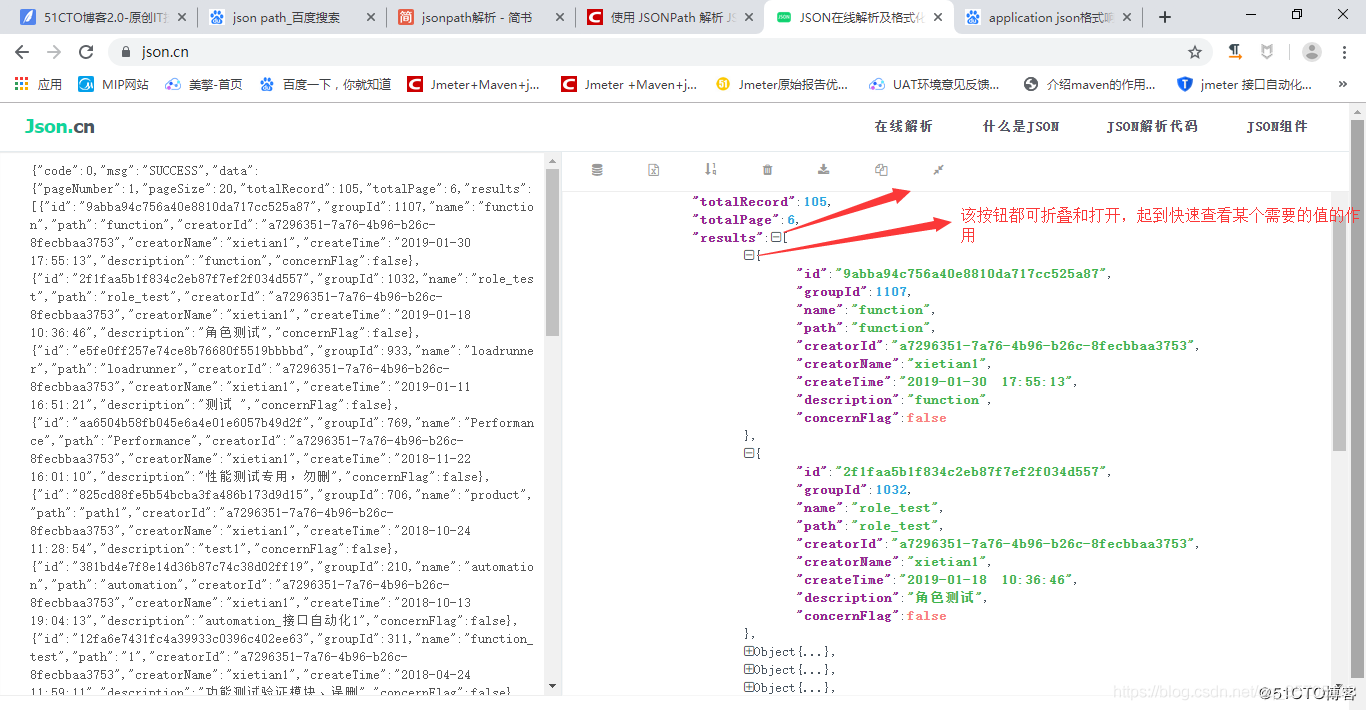 51CTO博客2.0-原创IT技
json path_百度搜索
jsonpath解析 - 简书
使用 JSONPath 解析 JS
JSON在线解析及格式化
application json格式响
json.cn
应用
MIP网站
美擎-首页
百度一下，你就知道
Jmeter+Maven+j...
Jmeter +Maven+j...
Jmeter原始报告优...
UAT环境意见反馈...
介绍maven的作用...
jmeter 接口自动化...
»
Json.cn
在线解析
什么是JSON
JSON解析代码
JSON组件
{"code":0,"msg":"SUCCESS","data":
{"pageNumber":1,"pageSize":20,"totalRecord":105,"totalPage":6,"results":
[{"id":"9abba94c756a40e8810da717cc525a87","groupId":1107,"name":"functio
n","path":"function","creatorId":"a7296351-7a76-4b96-b26c-
8fecbbaa3753","creatorName":"xietian1","createTime":"2019-01-30
17:55:13","description":"function","concernFlag":false},
{"id":"2f1faa5b1f834c2eb87f7ef2f034d557","groupId":1032,"name":"role_tes
t","path":"role_test","creatorId":"a7296351-7a76-4b96-b26c-
8fecbbaa3753","creatorName":"xietian1","createTime":"2019-01-18
10:36:46","description":"角色测试","concernFlag":false},
{"id":"e5fe0ff257e74ce8b76680f5519bbbbd","groupId":933,"name":"loadrunne
r","path":"loadrunner","creatorId":"a7296351-7a76-4b96-b26c-
8fecbbaa3753","creatorName":"xietian1","createTime":"2019-01-11
16:51:21","description":"测试 ","concernFlag":false},
{"id":"aa6504b58fb045e6a4e01e6057b49d2f","groupId":769,"name":"Performan
ce","path":"Performance","creatorId":"a7296351-7a76-4b96-b26c-
8fecbbaa3753","creatorName":"xietian1","createTime":"2018-11-22
16:01:10","description":"性能测试专用，勿删","concernFlag":false},
{"id":"825cd88fe5b54bcba3fa486b173d9d15","groupId":706,"name":"product",
"path":"path1","creatorId":"a7296351-7a76-4b96-b26c-
8fecbbaa3753","creatorName":"xietian1","createTime":"2018-10-24
11:28:54","description":"test1","concernFlag":false},
{"id":"381bd4e7f8e14d36b87c74c38d02ff19","groupId":210,"name":"automatio
n","path":"automation","creatorId":"a7296351-7a76-4b96-b26c-
8fecbbaa3753","creatorName":"xietian1","createTime":"2018-10-13
19:04:13","description":"automation_接口自动化1","concernFlag":false},
{"id":"12fa6e7431fc4a39933c0396c402ee63","groupId":311,"name":"function_
test","path":"1","creatorId":"a7296351-7a76-4b96-b26c-
8fecbbaa3753","creatorName":"xietian1","createTime":"2018-04-24
11:59:11","description":"功能测试验证模块、误删","concernFlag":false}
"totalRecord":105,
"totalPage":6,
"results":[
{
"id":"9abba94c756a40e8810da717cc525a87",
"groupId":1107,
"name":"function",
"path":"function",
"creatorId":"a7296351-7a76-4b96-b26c-8fecbbaa3753",
"creatorName":"xietian1",
"createTime":"2019-01-30 17:55:13",
"description":"function",
"concernFlag":false
},
{
"id":"2f1faa5b1f834c2eb87f7ef2f034d557",
"groupId":1032,
"name":"role_test",
"path":"role_test",
"creatorId":"a7296351-7a76-4b96-b26c-8fecbbaa3753",
"creatorName":"xietian1",
"createTime":"2019-01-18 10:36:46",
"description":"角色测试",
"concernFlag":false
},
Object{...},
Object{...},
Object{...},
该按钮都可折叠和打开，起到快速查看某个需要的值的作
用
https://blog.csdn.net/
@51CTO博客